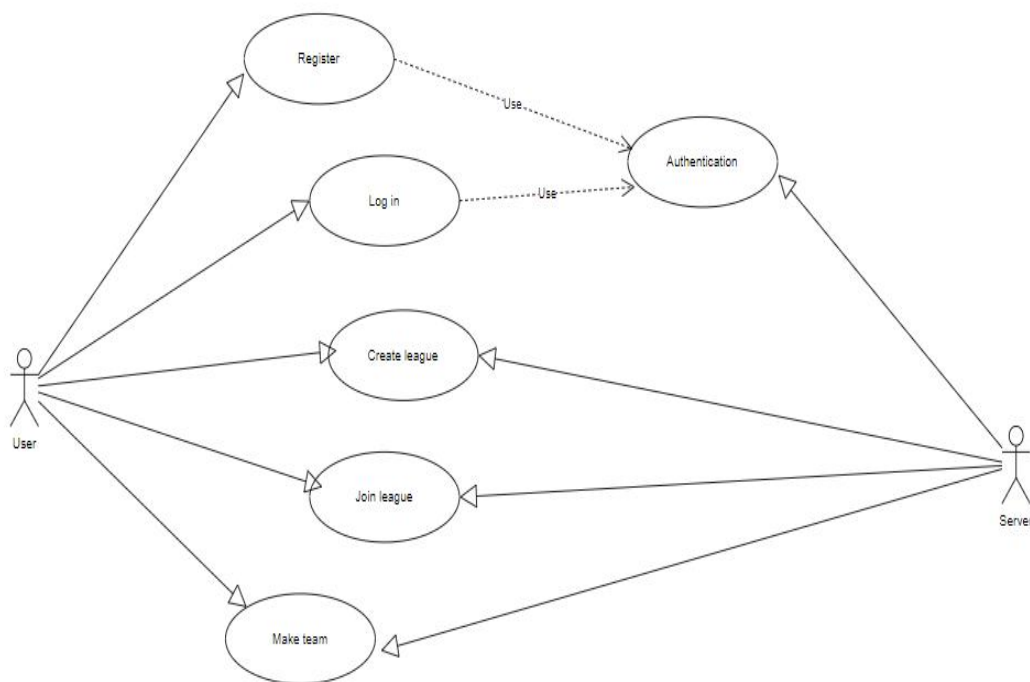 Register
Use
Authentication
Log in
Use
Create league
User
Join league
Server
Make team